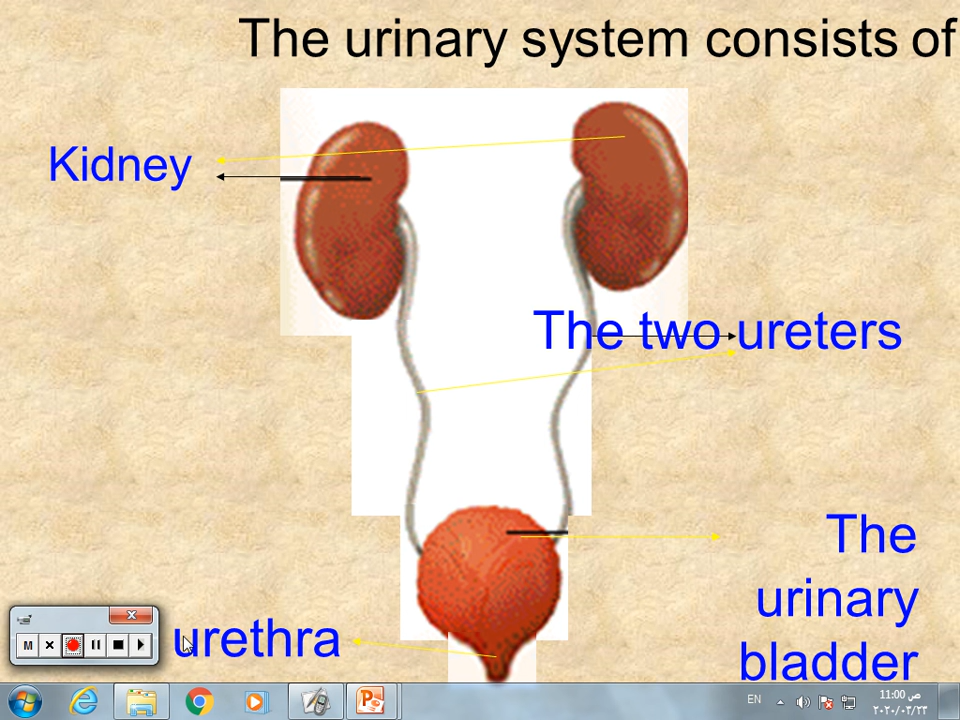 The urinary system consists of
Kidney
The two ureters
The
urinary
bladder
urethra
M
EN
11:00 ص
٢٠٢٠/٠٣/٢٣